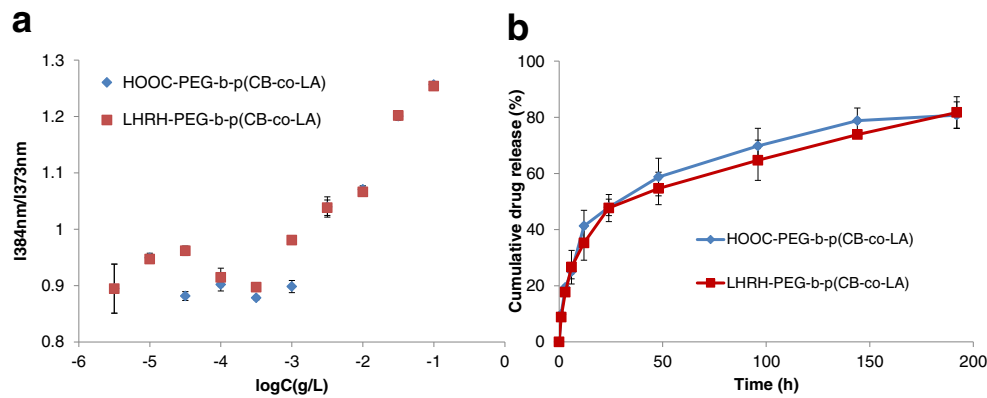 a
1.3
1.2
1.1
1
0.9
0.8
-6
-5
-4
-3
-2
-1
0
I384nm/I373nm
logC(g/L)
HOOC-PEG-b-p(CB-co-LA)
LHRH-PEG-b-p(CB-co-LA)
b
100
80
60
40
20
0
0
50
100
150
200
Cumulative drug release (%)
Time (h)
HOOC-PEG-b-p(CB-co-LA)
LHRH-PEG-b-p(CB-co-LA)